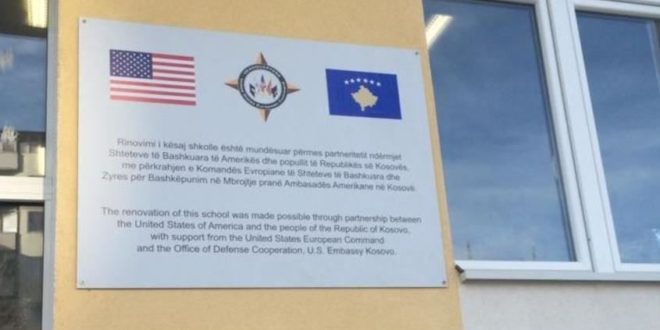 Rinovimi i kësaj shkolle është mundësuar përmes partneritetit ndërmjet
Shteteve të Bashkuara të Amerikës dhe popullit të Republikës së Kosovës,
me përkrahjen e Komandës Evropiane të Shteteve të Bashkuara dhe
Zyres për Bashkëpunim në Mbrojtje pranë Ambasadës Amerikane në Kosovë.
The renovation of this school was made possible through partnership between
the United States of America and the people of the Republic of Kosovo,
with support from the United States European Command
and the Office of Defense Cooperation, U.S. Embassy Kosovo.